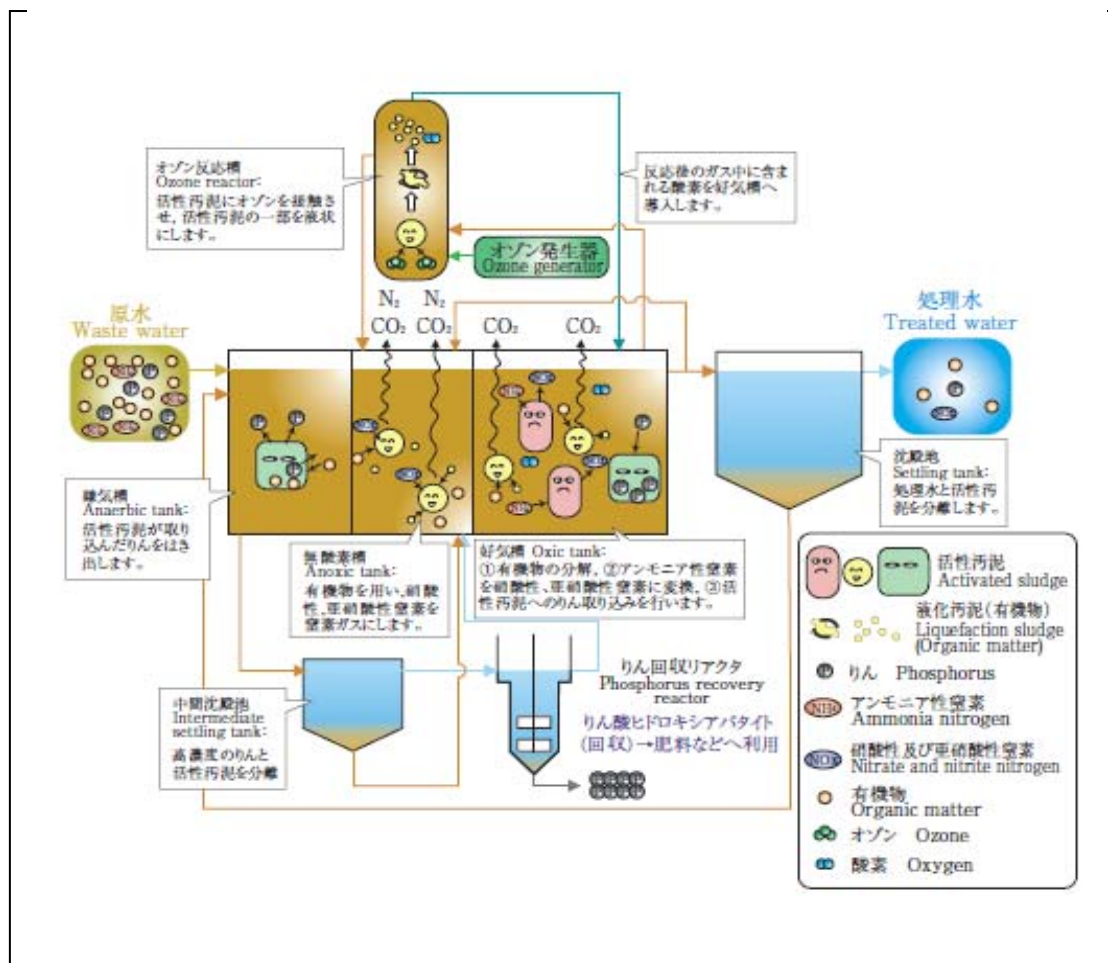 オゾン反応槽
Ozone reactor:
活性汚泥にオゾンを接触さ
せ, 活性汚泥の一部を液状
にします。
反応後のガス中に含ま
れる酸素を好気槽へ
導入します。
オゾン発生器
Ozone generator
N₂ N₂
CO₂ CO₂ CO₂ CO₂
原水
Waste water
処理水
Treated water
嫌気槽
Anaerbic tank:
活性汚泥が取り
込んだりんをはき
出します。
無酸素槽
Anoxic tank:
有機物を用い, 硝酸
性, 亜硝酸性窒素を
窒素ガスにします。
好気槽 Oxic tank:
①有機物の分解, ②アンモニア性窒素
を硝酸性、亜硝酸性窒素に変換, ③活
性汚泥へのりん取り込みを行います。
沈殿池
Settling tank:
処理水と活性汚
泥を分離します。
中間沈殿池
Intermediate
settling tank:
高濃度のりんと
活性汚泥を分離
りん回収リアクタ
Phosphorus recovery
reactor
りん酸ヒドロキシアパタイト
(回収)→肥料などへ利用
活性汚泥
Activated sludge
液化汚泥(有機物)
Liquefaction sludge
(Organic matter)
P りん Phosphorus
アンモニア性窒素
Ammonia nitrogen
硝酸性及び亜硝酸性窒素
Nitrate and nitrite nitrogen
有機物
Organic matter
オゾン Ozone
酸素 Oxygen